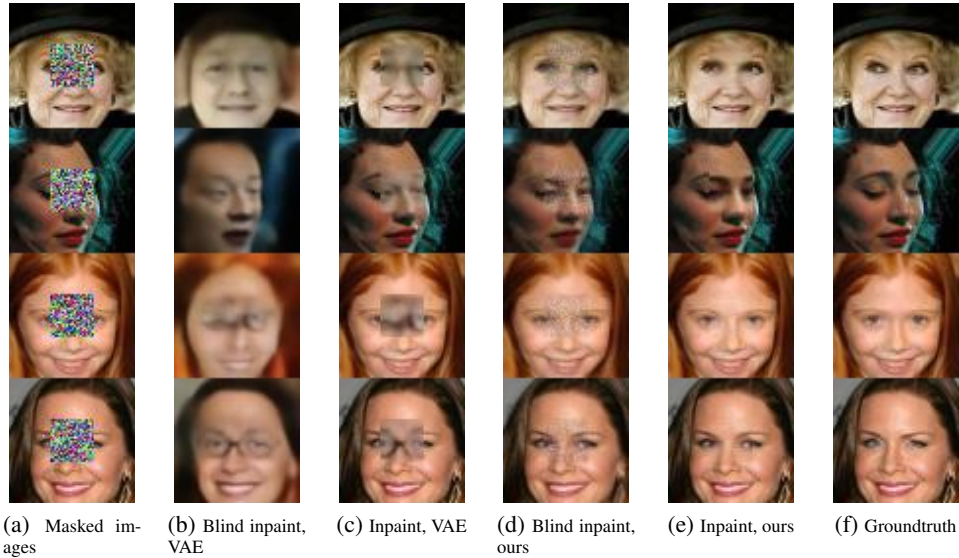 (a) Masked im-
ages
(b) Blind inpaint,
VAE
(c) Inpaint, VAE
(d) Blind inpaint,
ours
(e) Inpaint, ours
(f) Groundtruth